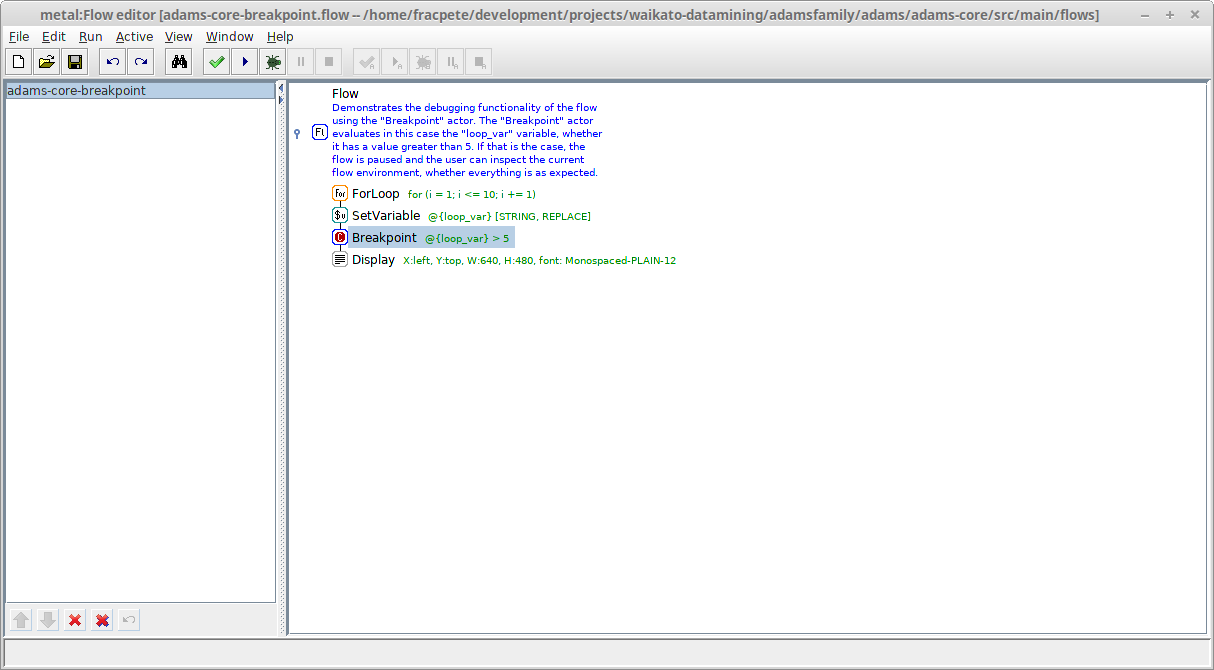 metal:Flow editor [adams-core-breakpoint.flow -- /home/fracpete/development/projects/waikato-datamining/adamsfamily/adams/adams-core/src/main/flows]
File Edit Run Active View Window Help
adams-core-breakpoint
Flow
Demonstrates the debugging functionality of the flow
using the "Breakpoint" actor. The "Breakpoint" actor
evaluates in this case the "loop_var" variable, whether
it has a value greater than 5. If that is the case, the
flow is paused and the user can inspect the current
flow environment, whether everything is as expected.
Fl
for ForLoop for (i = 1; i <= 10; i += 1)
$v SetVariable @{loop_var} [STRING, REPLACE]
Breakpoint @{loop_var} > 5
Display X:left, Y:top, W:640, H:480, font: Monospaced-PLAIN-12